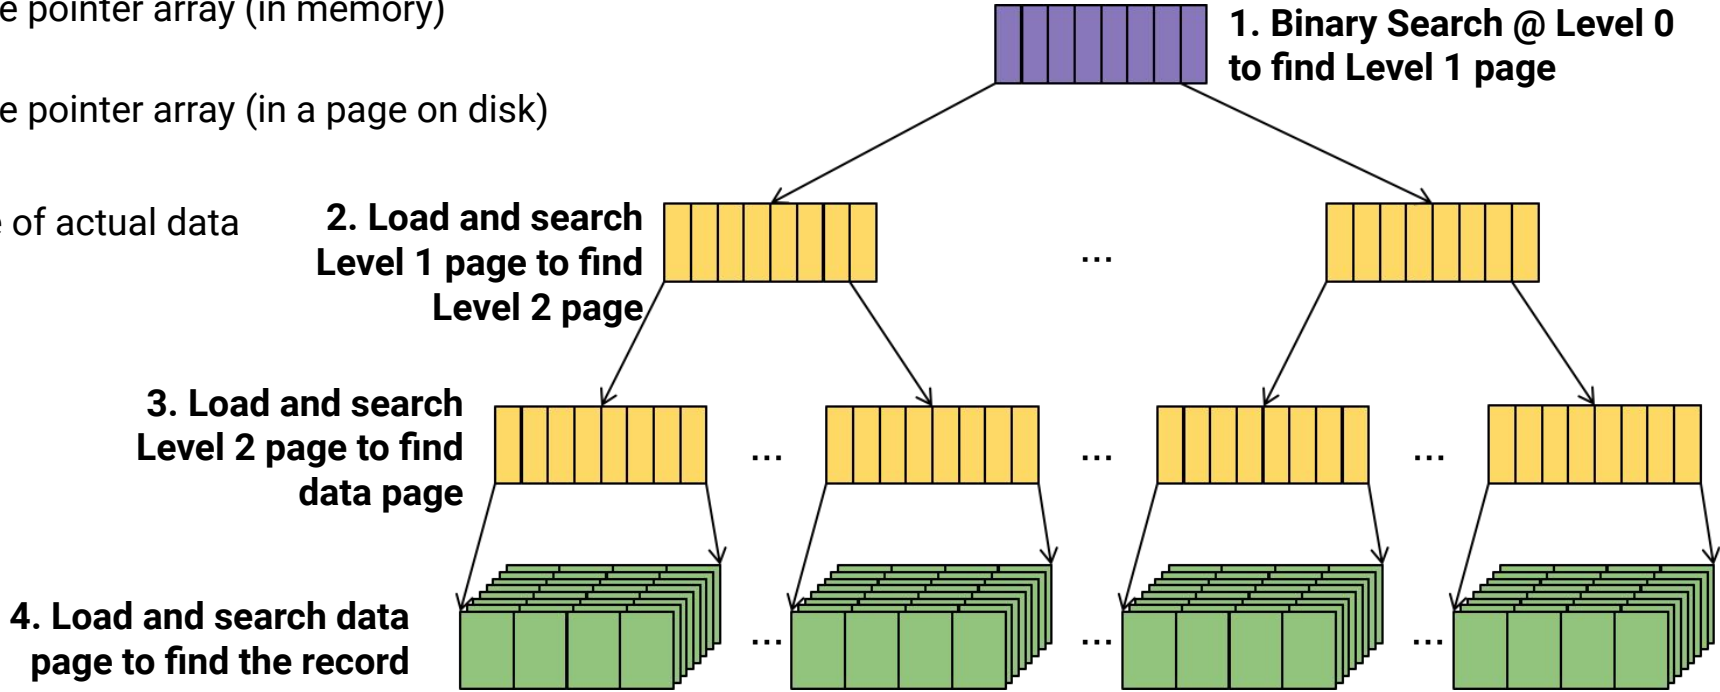 e pointer array (in memory)
e pointer array (in a page on disk)
e of actual data
1. Binary Search @ Level 0
to find Level 1 page
2. Load and search
Level 1 page to find
Level 2 page
...
3. Load and search
Level 2 page to find
data page
... ... ...
4. Load and search data
page to find the record
... ... ...